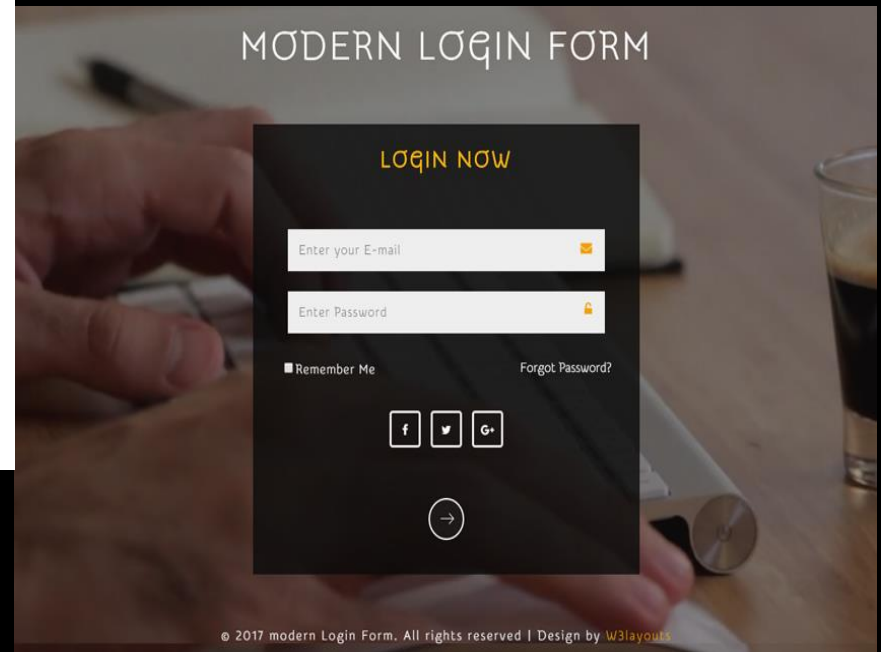 MODERN LOGIN FORM
LOGIN NOW
Enter your E-mail
Enter Password
Remember Me Forgot Password?
f G+
© 2017 modern Login Form. All rights reserved | Design by W3layouts